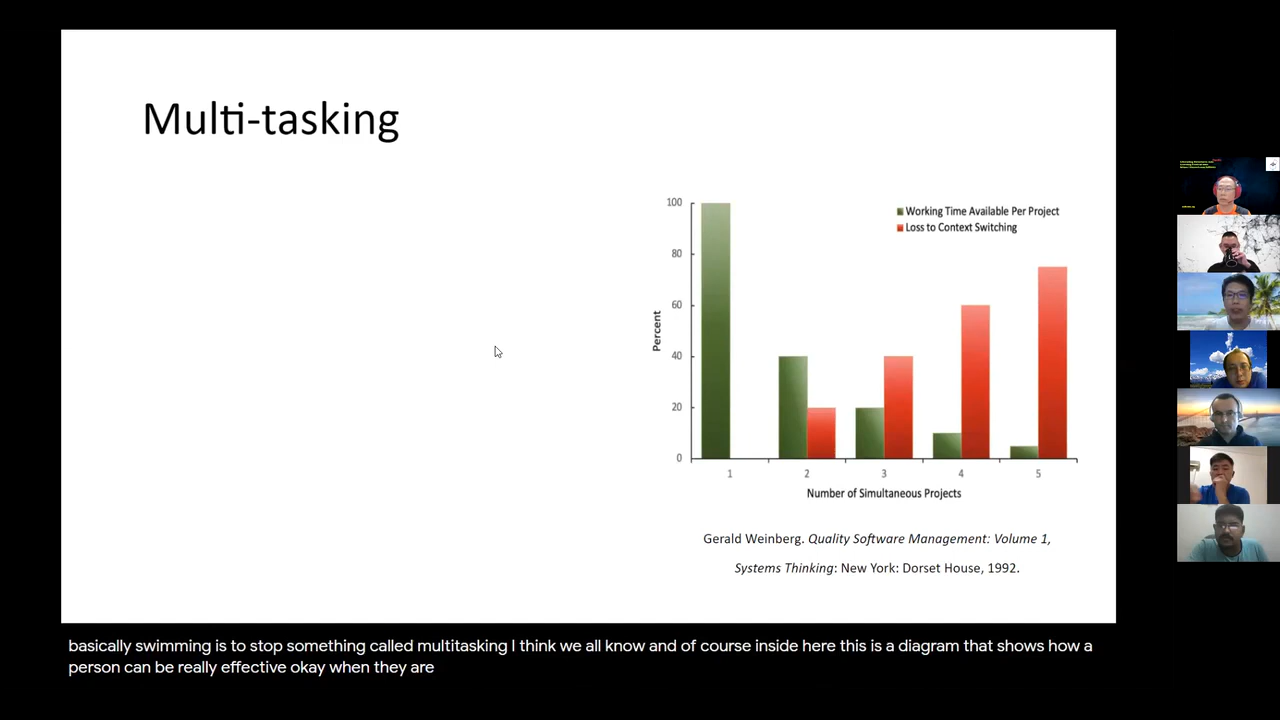 Multi-tasking
100
80
60
40
20
0
Percent
Working Time Available Per Project
Loss to Context Switching
1 2 3 4 5
Number of Simultaneous Projects
Gerald Weinberg. Quality Software Management: Volume 1,
Systems Thinking: New York: Dorset House, 1992.
basically swimming is to stop something called multitasking I think we all know and of course inside here this is a diagram that shows how a
person can be really effective okay when they are